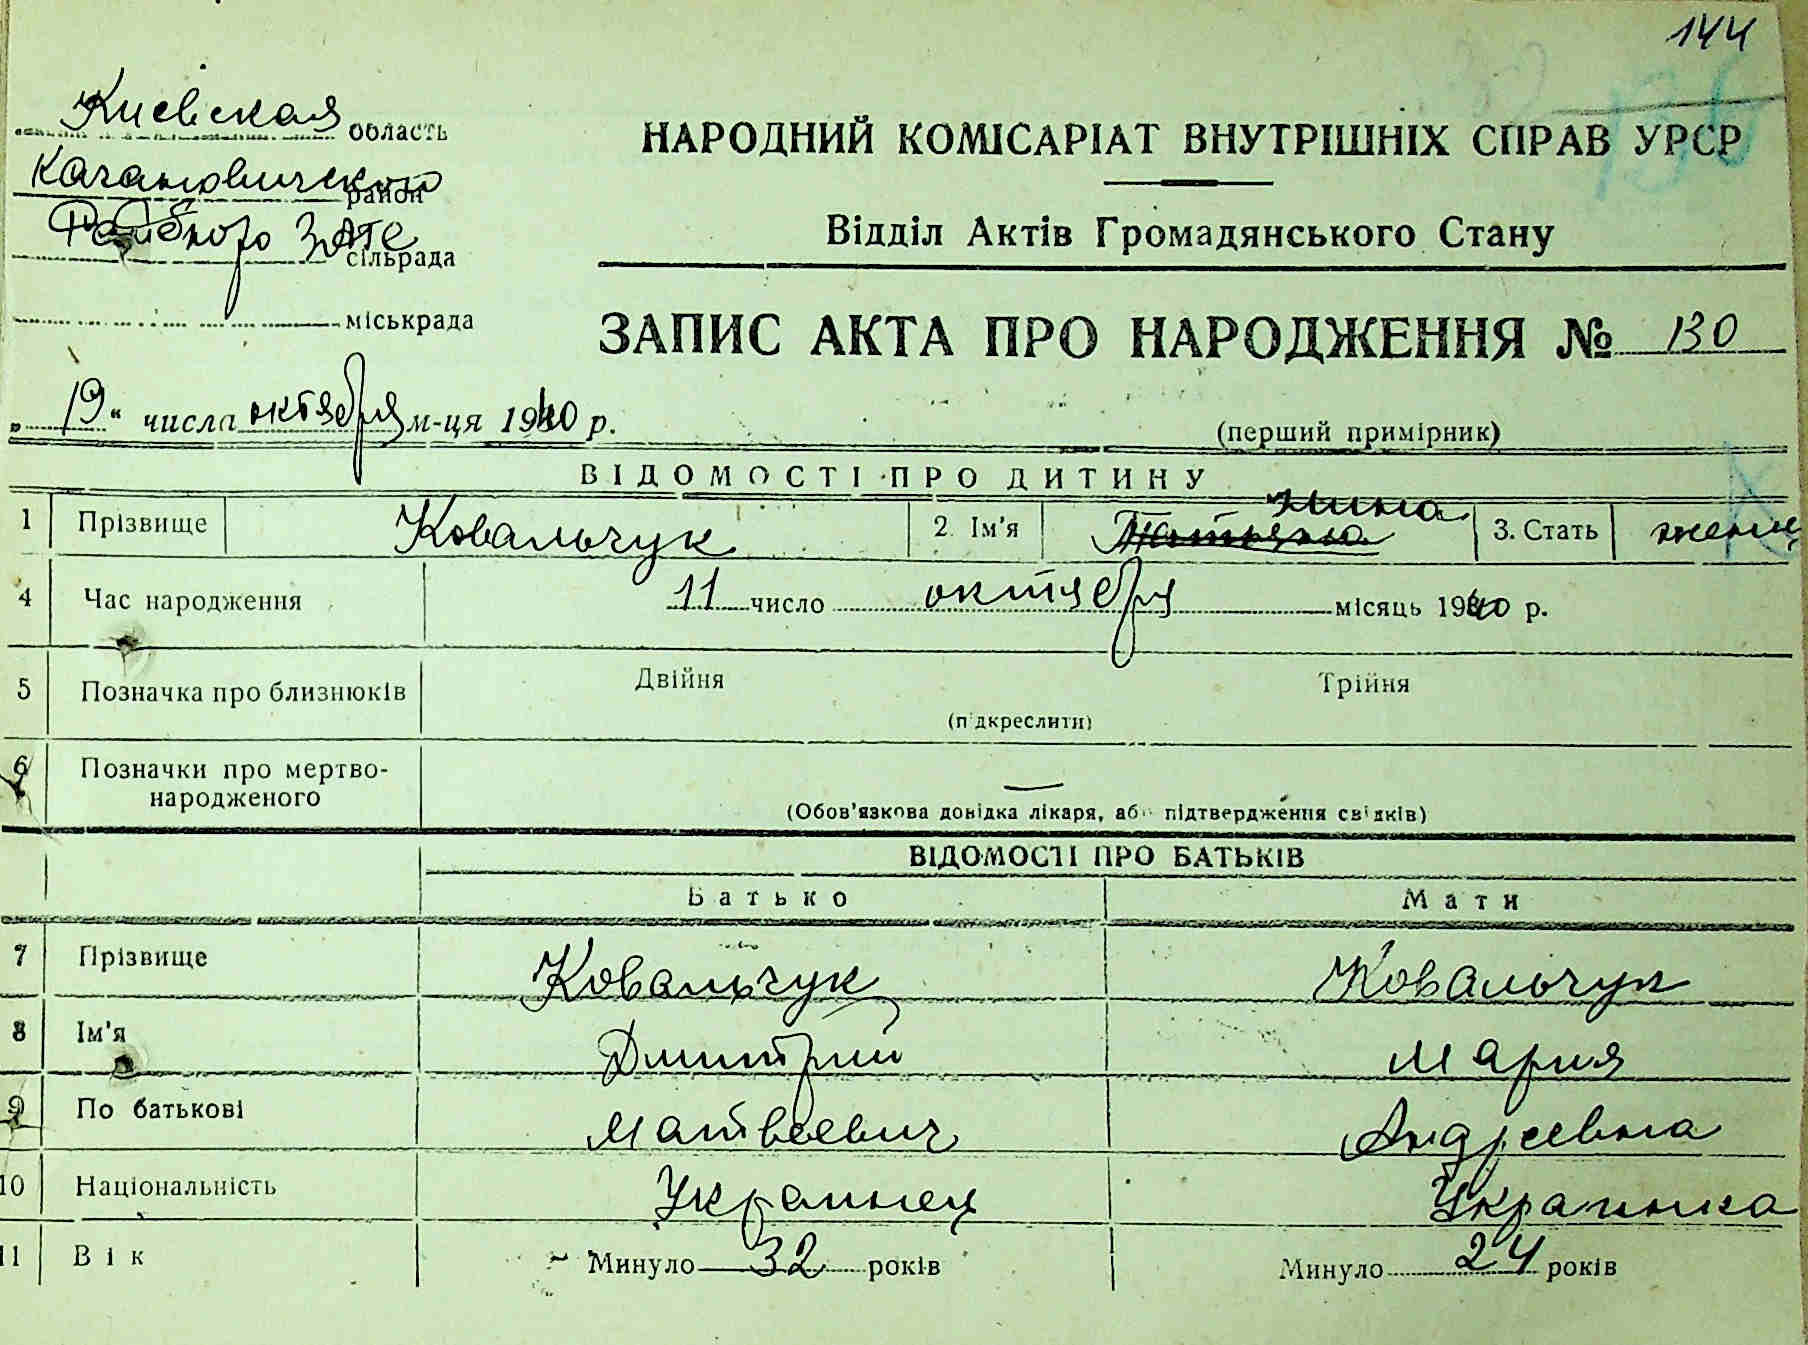 144
Киевская область
Кагановического район
Районого ЗАГС сільрада
міськрада
НАРОДНИЙ КОМІСАРІАТ ВНУТРІШНІХ СПРАВ УРСР
Відділ Актів Громадянського Стану
ЗАПИС АКТА ПРО НАРОДЖЕННЯ № 130
„19“ числа октября м-ця 1940 р.
(перший примірник)
ВІДОМОСТІ ПРО ДИТИНУ
Нина
1 Прізвище Ковальчук 2. Ім'я Татьяна 3. Стать женщ
4 Час народження 11 число октября місяць 1940 р.
5 Позначка про близнюків Двійня Трійня
(підкреслити)
6 Позначки про мертво-
народженого
(Обов'язкова довідка лікаря, або підтвердження свідків)
ВІДОМОСТІ ПРО БАТЬКІВ
Батько Мати
7 Прізвище Ковальчук Ковальчук
8 Ім'я Дмитрий Мария
9 По батькові Матвеевич Андреевна
10 Національність Украинец Украинка
11 Вік Минуло 32 років Минуло 24 років